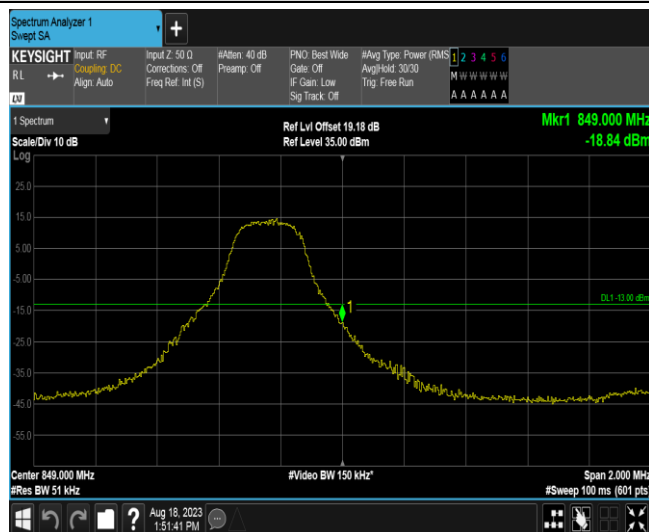 Spectrum Analyzer 1
Swept SA
+
KEYSIGHT
RL
LXI
Input: RF
Coupling: DC
Align: Auto
Input Z: 50 Ω
Corrections: Off
Freq Ref: Int (S)
#Atten: 40 dB
Preamp: Off
PNO: Best Wide
Gate: Off
IF Gain: Low
Sig Track: Off
#Avg Type: Power (RMS
Avg|Hold: 30/30
Trig: Free Run
1 2 3 4 5 6
M W W W W W
A A A A A A
1 Spectrum
Scale/Div 10 dB
Log
Ref Lvl Offset 19.18 dB
Ref Level 35.00 dBm
Mkr1 849.000 MHz
-18.84 dBm
25.0
15.0
5.00
-5.00
DL1 -13.00 dBm
1
-15.0
-25.0
-35.0
-45.0
-55.0
Center 849.000 MHz
#Res BW 51 kHz
#Video BW 150 kHz*
Span 2.000 MHz
#Sweep 100 ms (601 pts)
?
Aug 18, 2023
1:51:41 PM